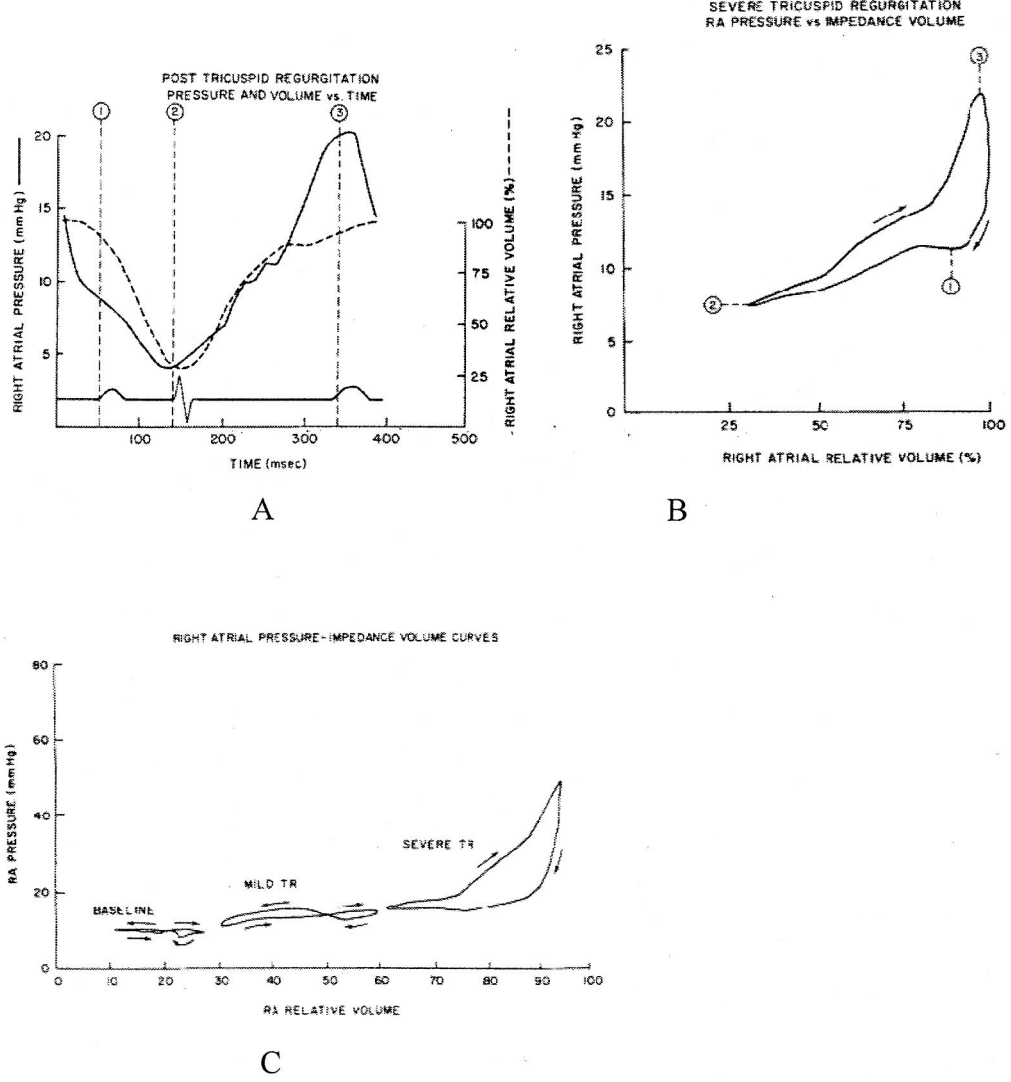 SEVERE TRICUSPID REGURGITATION
RA PRESSURE vs IMPEDANCE VOLUME
POST TRICUSPID REGURGITATION
PRESSURE AND VOLUME vs. TIME
1
2
3
RIGHT ATRIAL PRESSURE (mm Hg)
20
15
10
5
RIGHT ATRIAL RELATIVE VOLUME (%)
100
75
50
25
100
200
300
400
500
TIME (msec)
A
RIGHT ATRIAL PRESSURE (mm Hg)
25
20
15
10
5
0
3
2
1
25
50
75
100
RIGHT ATRIAL RELATIVE VOLUME (%)
B
RIGHT ATRIAL PRESSURE-IMPEDANCE VOLUME CURVES
RA PRESSURE (mm Hg)
80
60
40
20
0
SEVERE TR
MILD TR
BASELINE
0
10
20
30
40
50
60
70
80
90
100
RA RELATIVE VOLUME
C